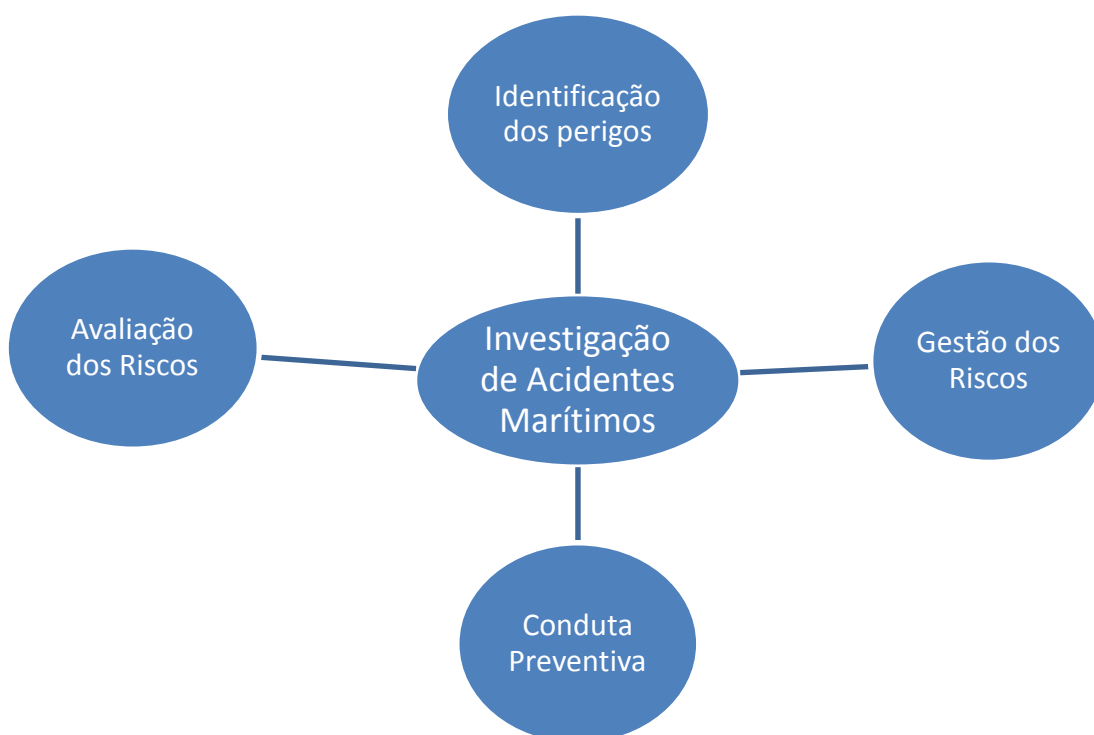 Identificação
dos perigos
Avaliação
dos Riscos
Investigação
de Acidentes
Marítimos
Gestão dos
Riscos
Conduta
Preventiva